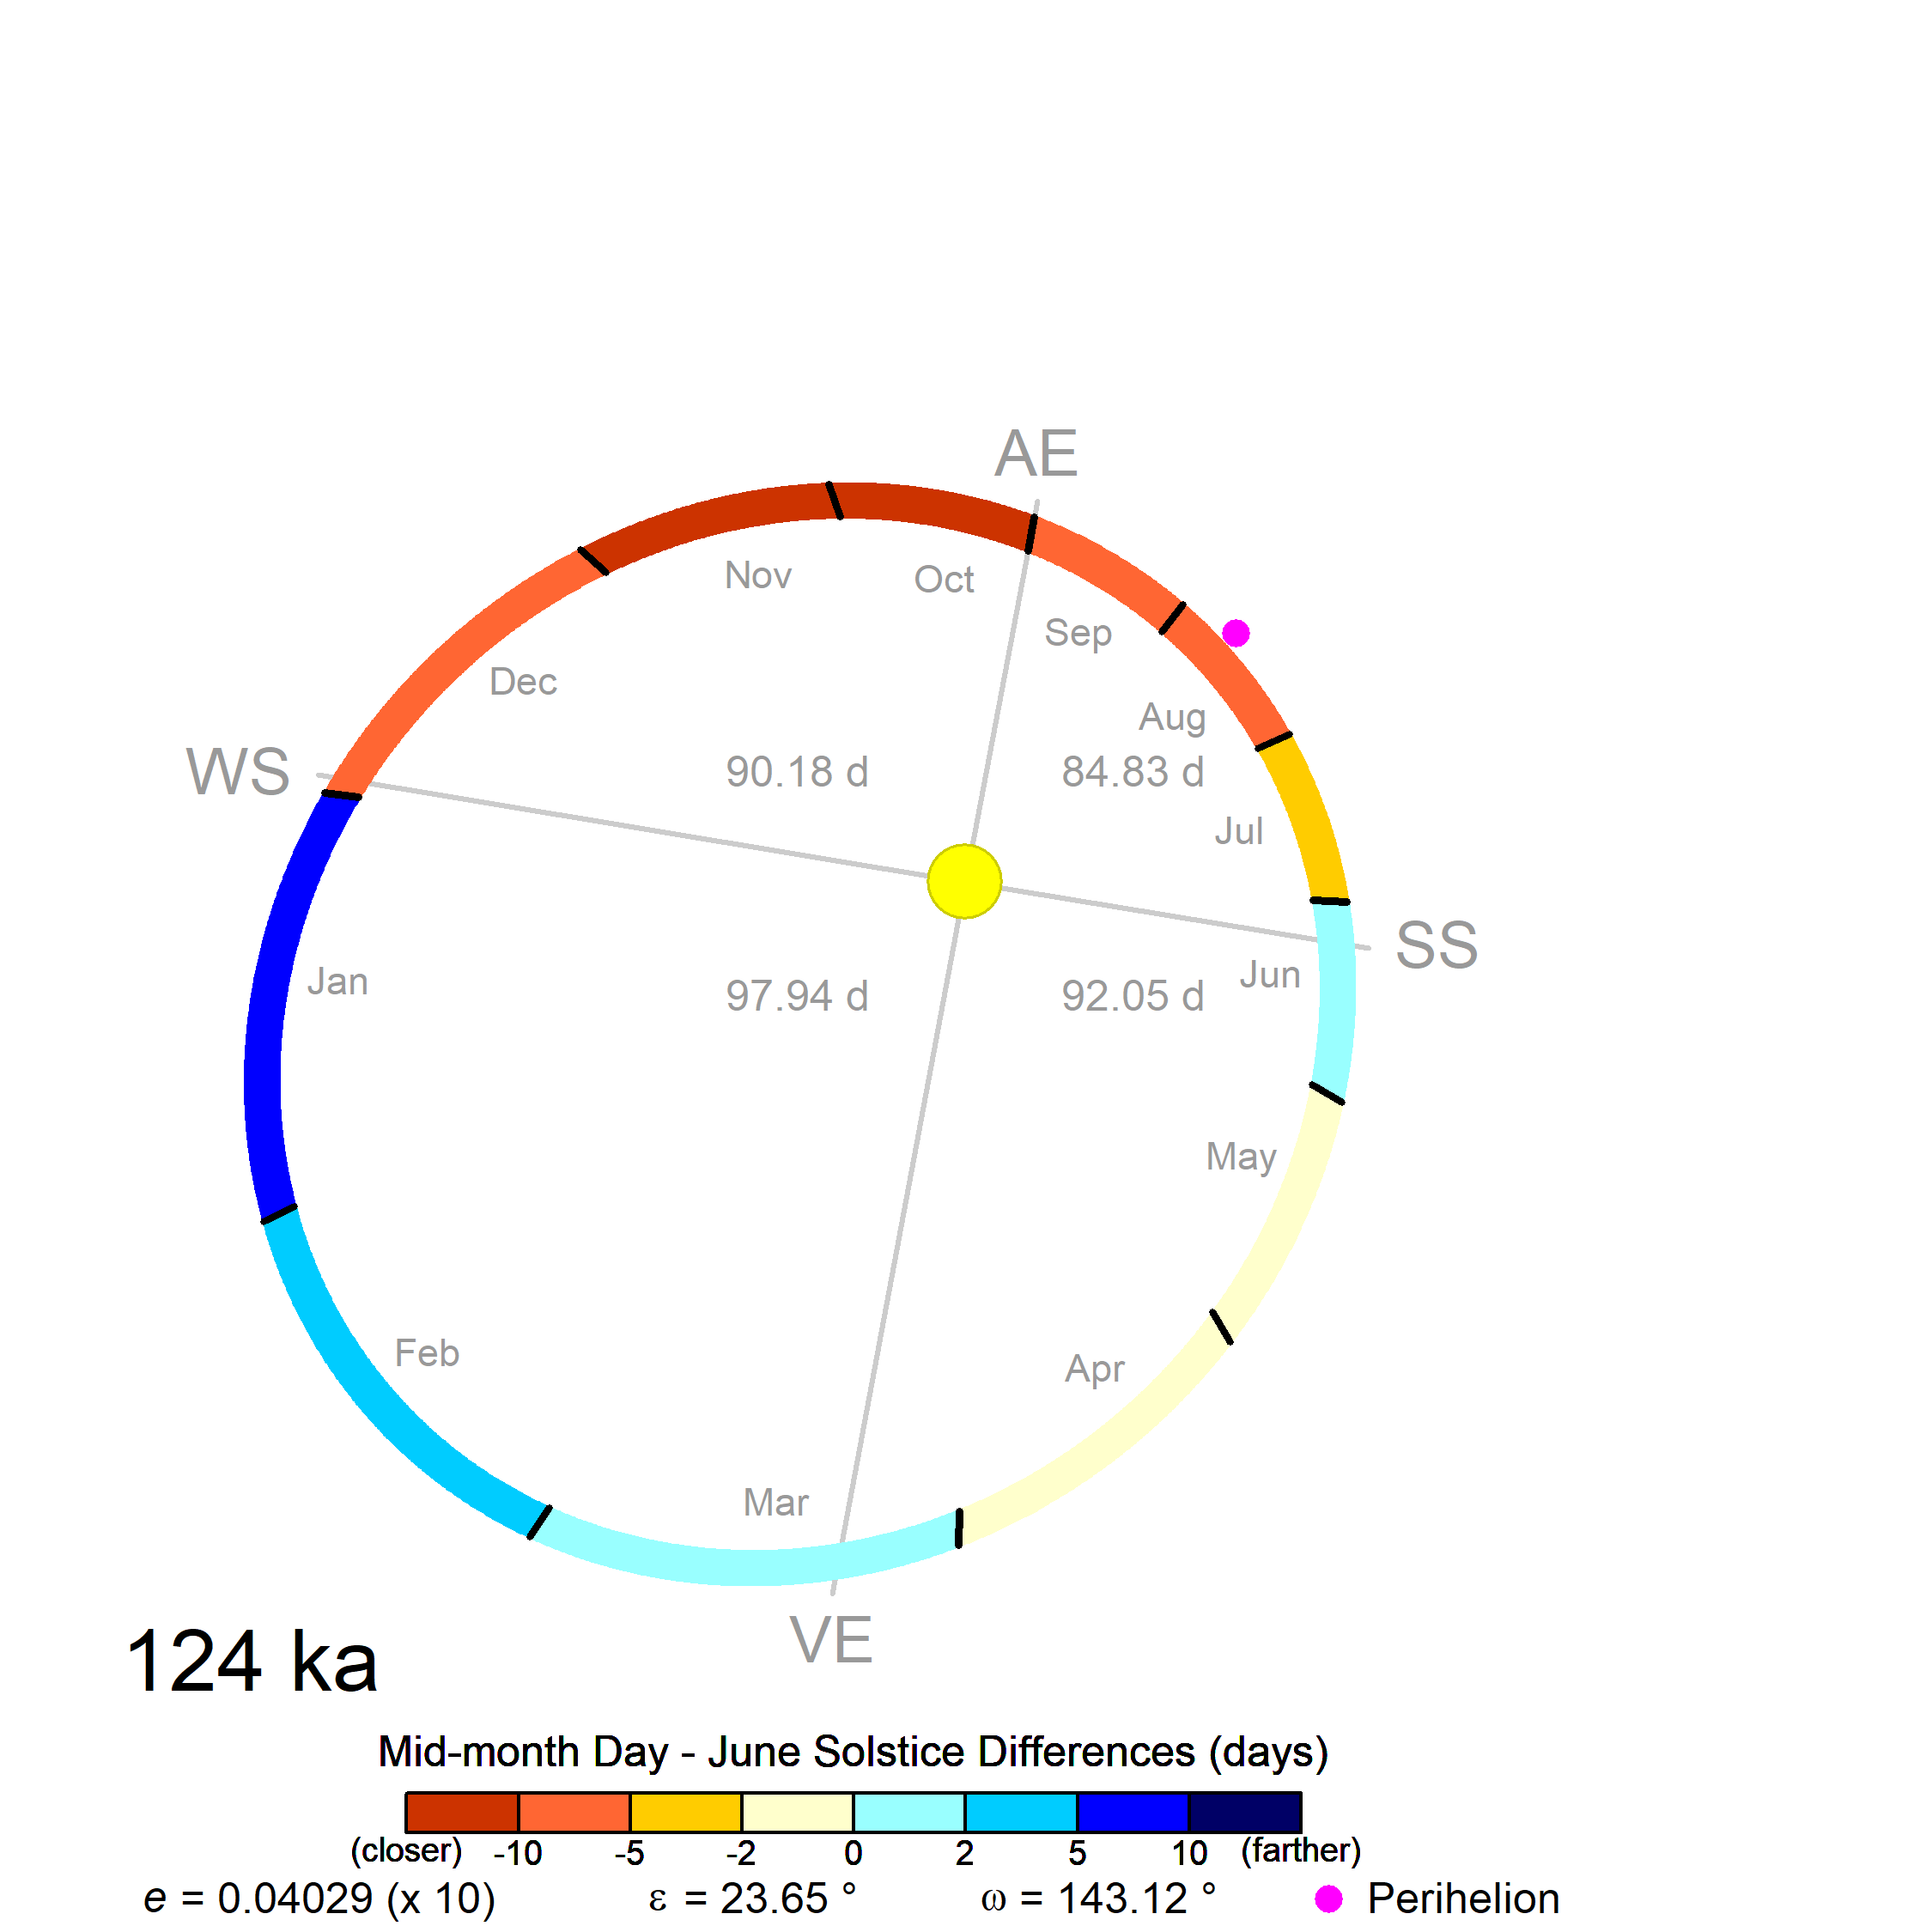 AE
Nov
Oct
Sep
Dec
Aug
WS
90.18 d
84.83 d
Jul
SS
Jan
97.94 d
92.05 d
Jun
May
Feb
Apr
Mar
VE
124 ka
Mid-month Day - June Solstice Differences (days)
(closer) -10 -5 -2 0 2 5 10 (farther)
e = 0.04029 (x 10) ε = 23.65 ° ω = 143.12 ° Perihelion